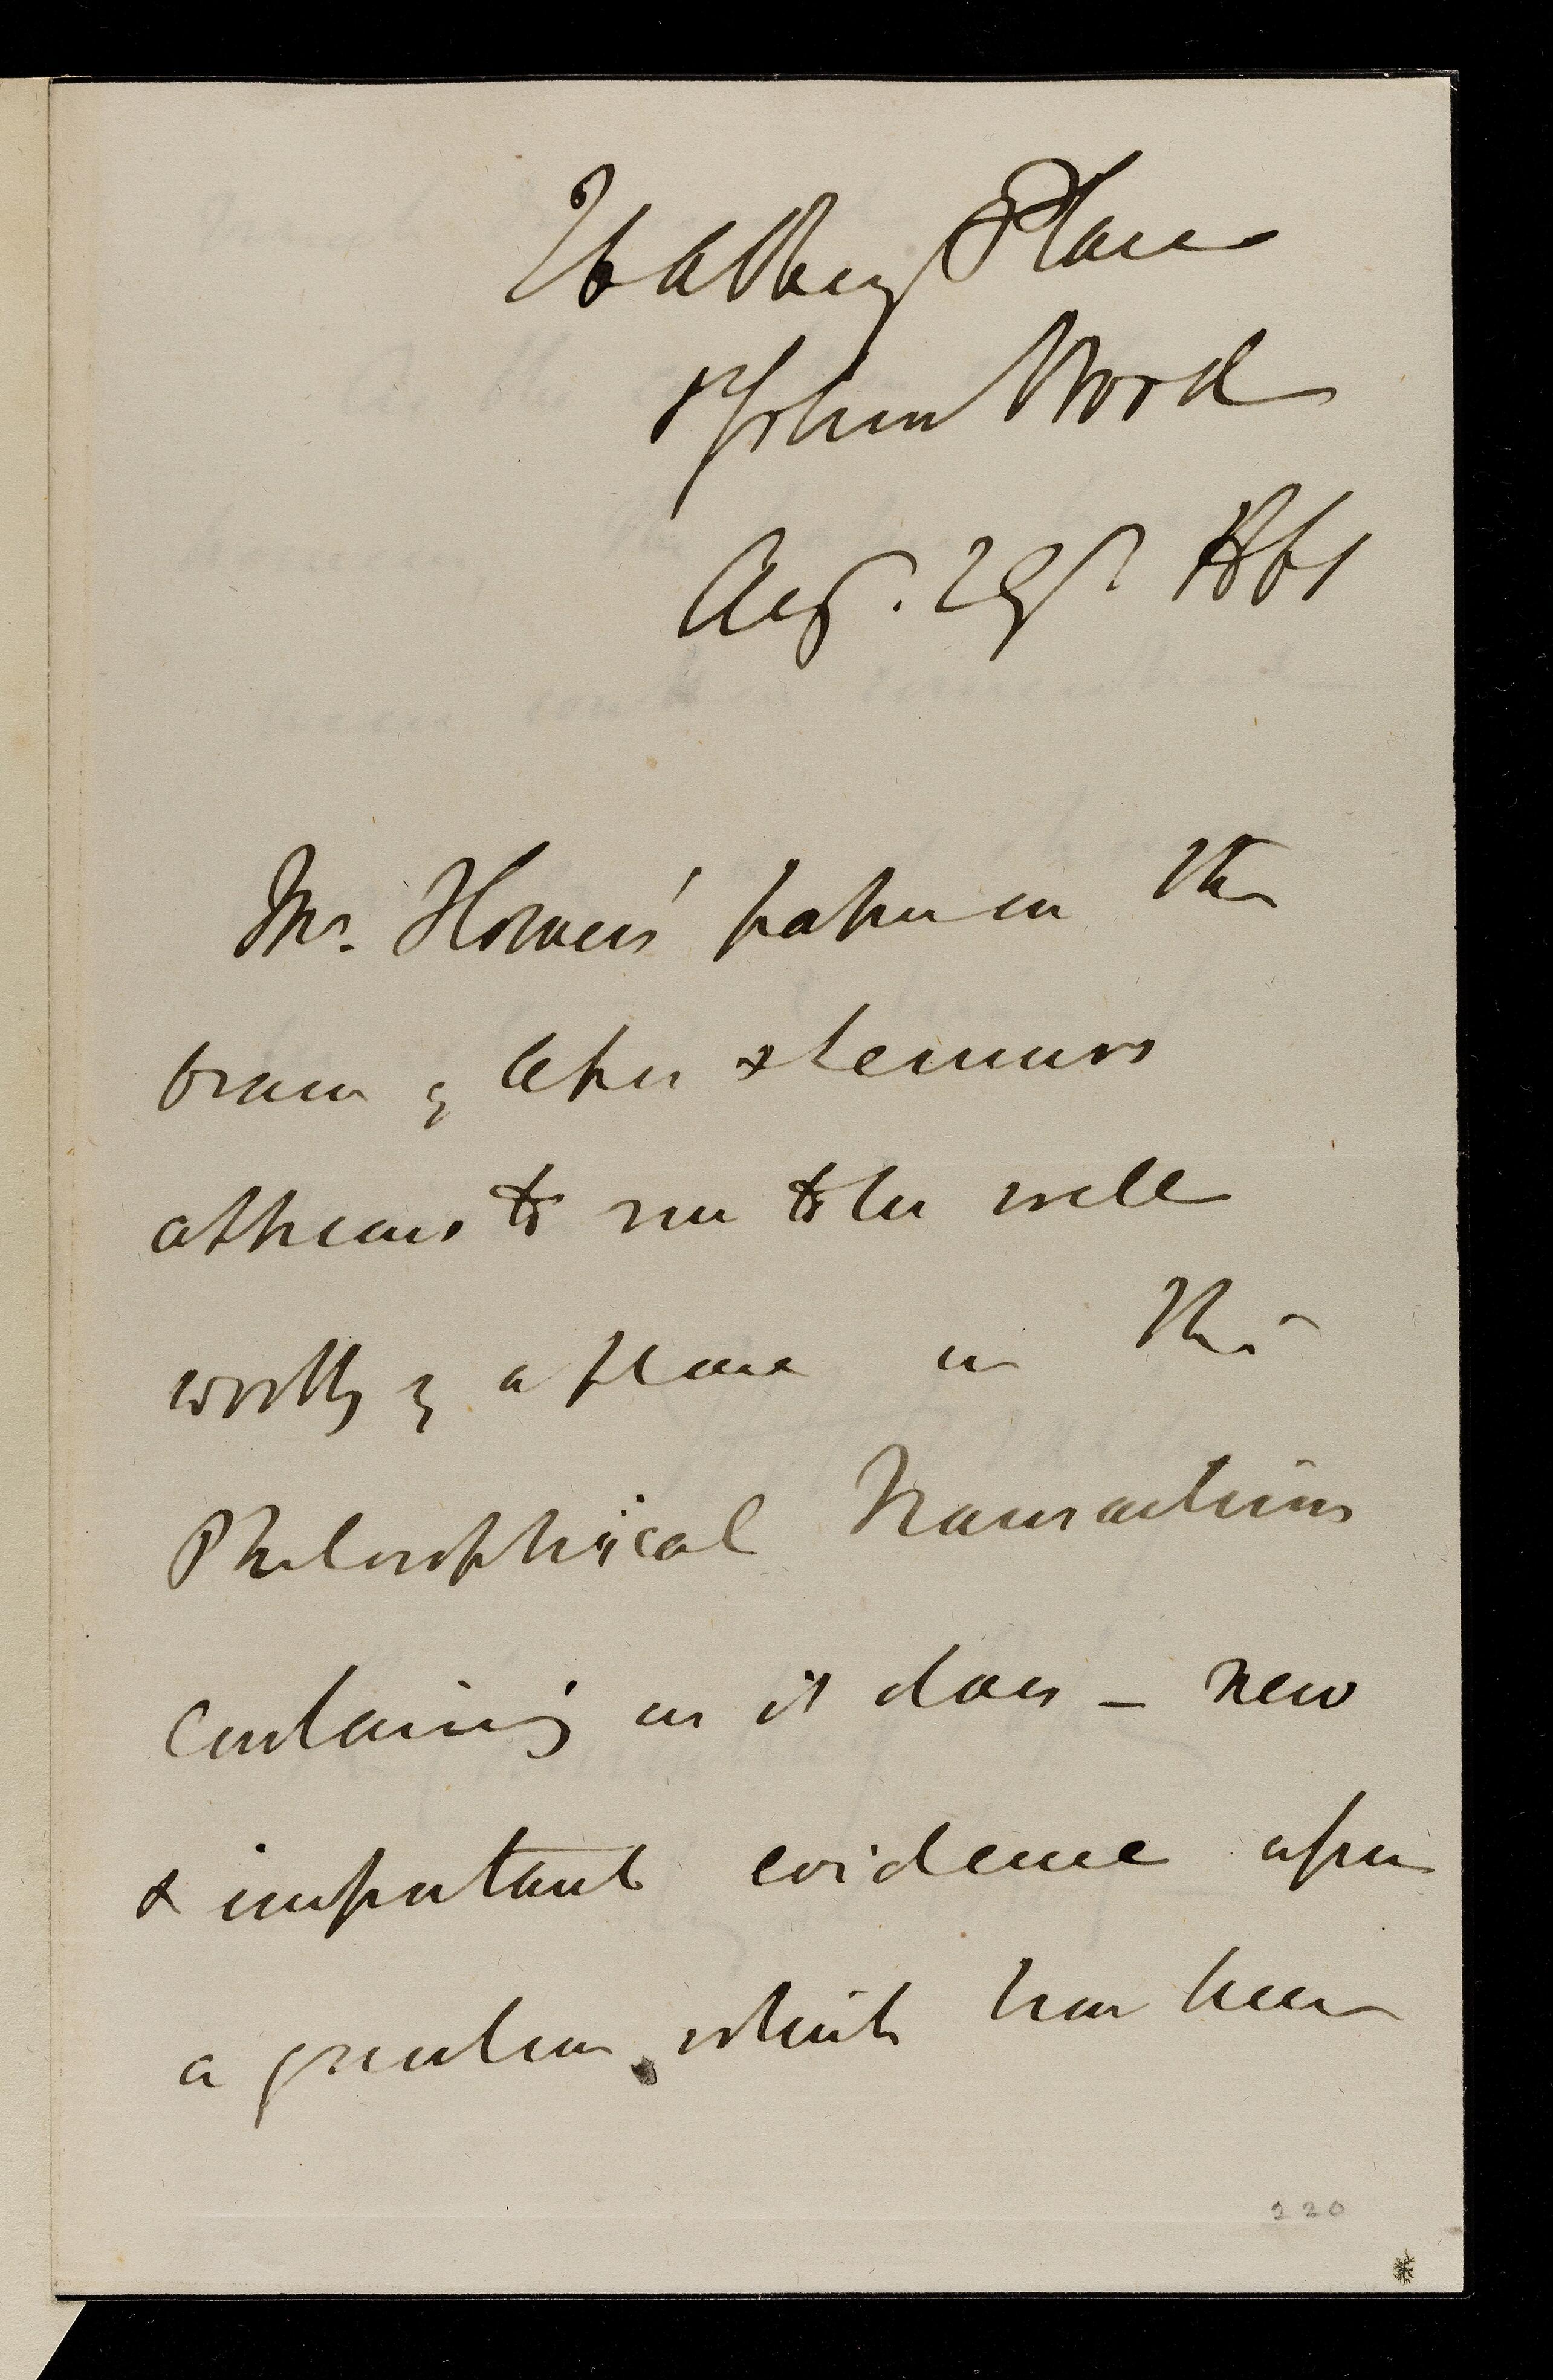 26 Abbey Place
St John's Wood
Aug. 29th 1861
Mr. Flower's paper on the
brain of Apes & Lemurs
appears to me to be well
worthy of a place in the
Philosophical Transactions
containing as it does – new
& important evidence upon
a question which has been
220